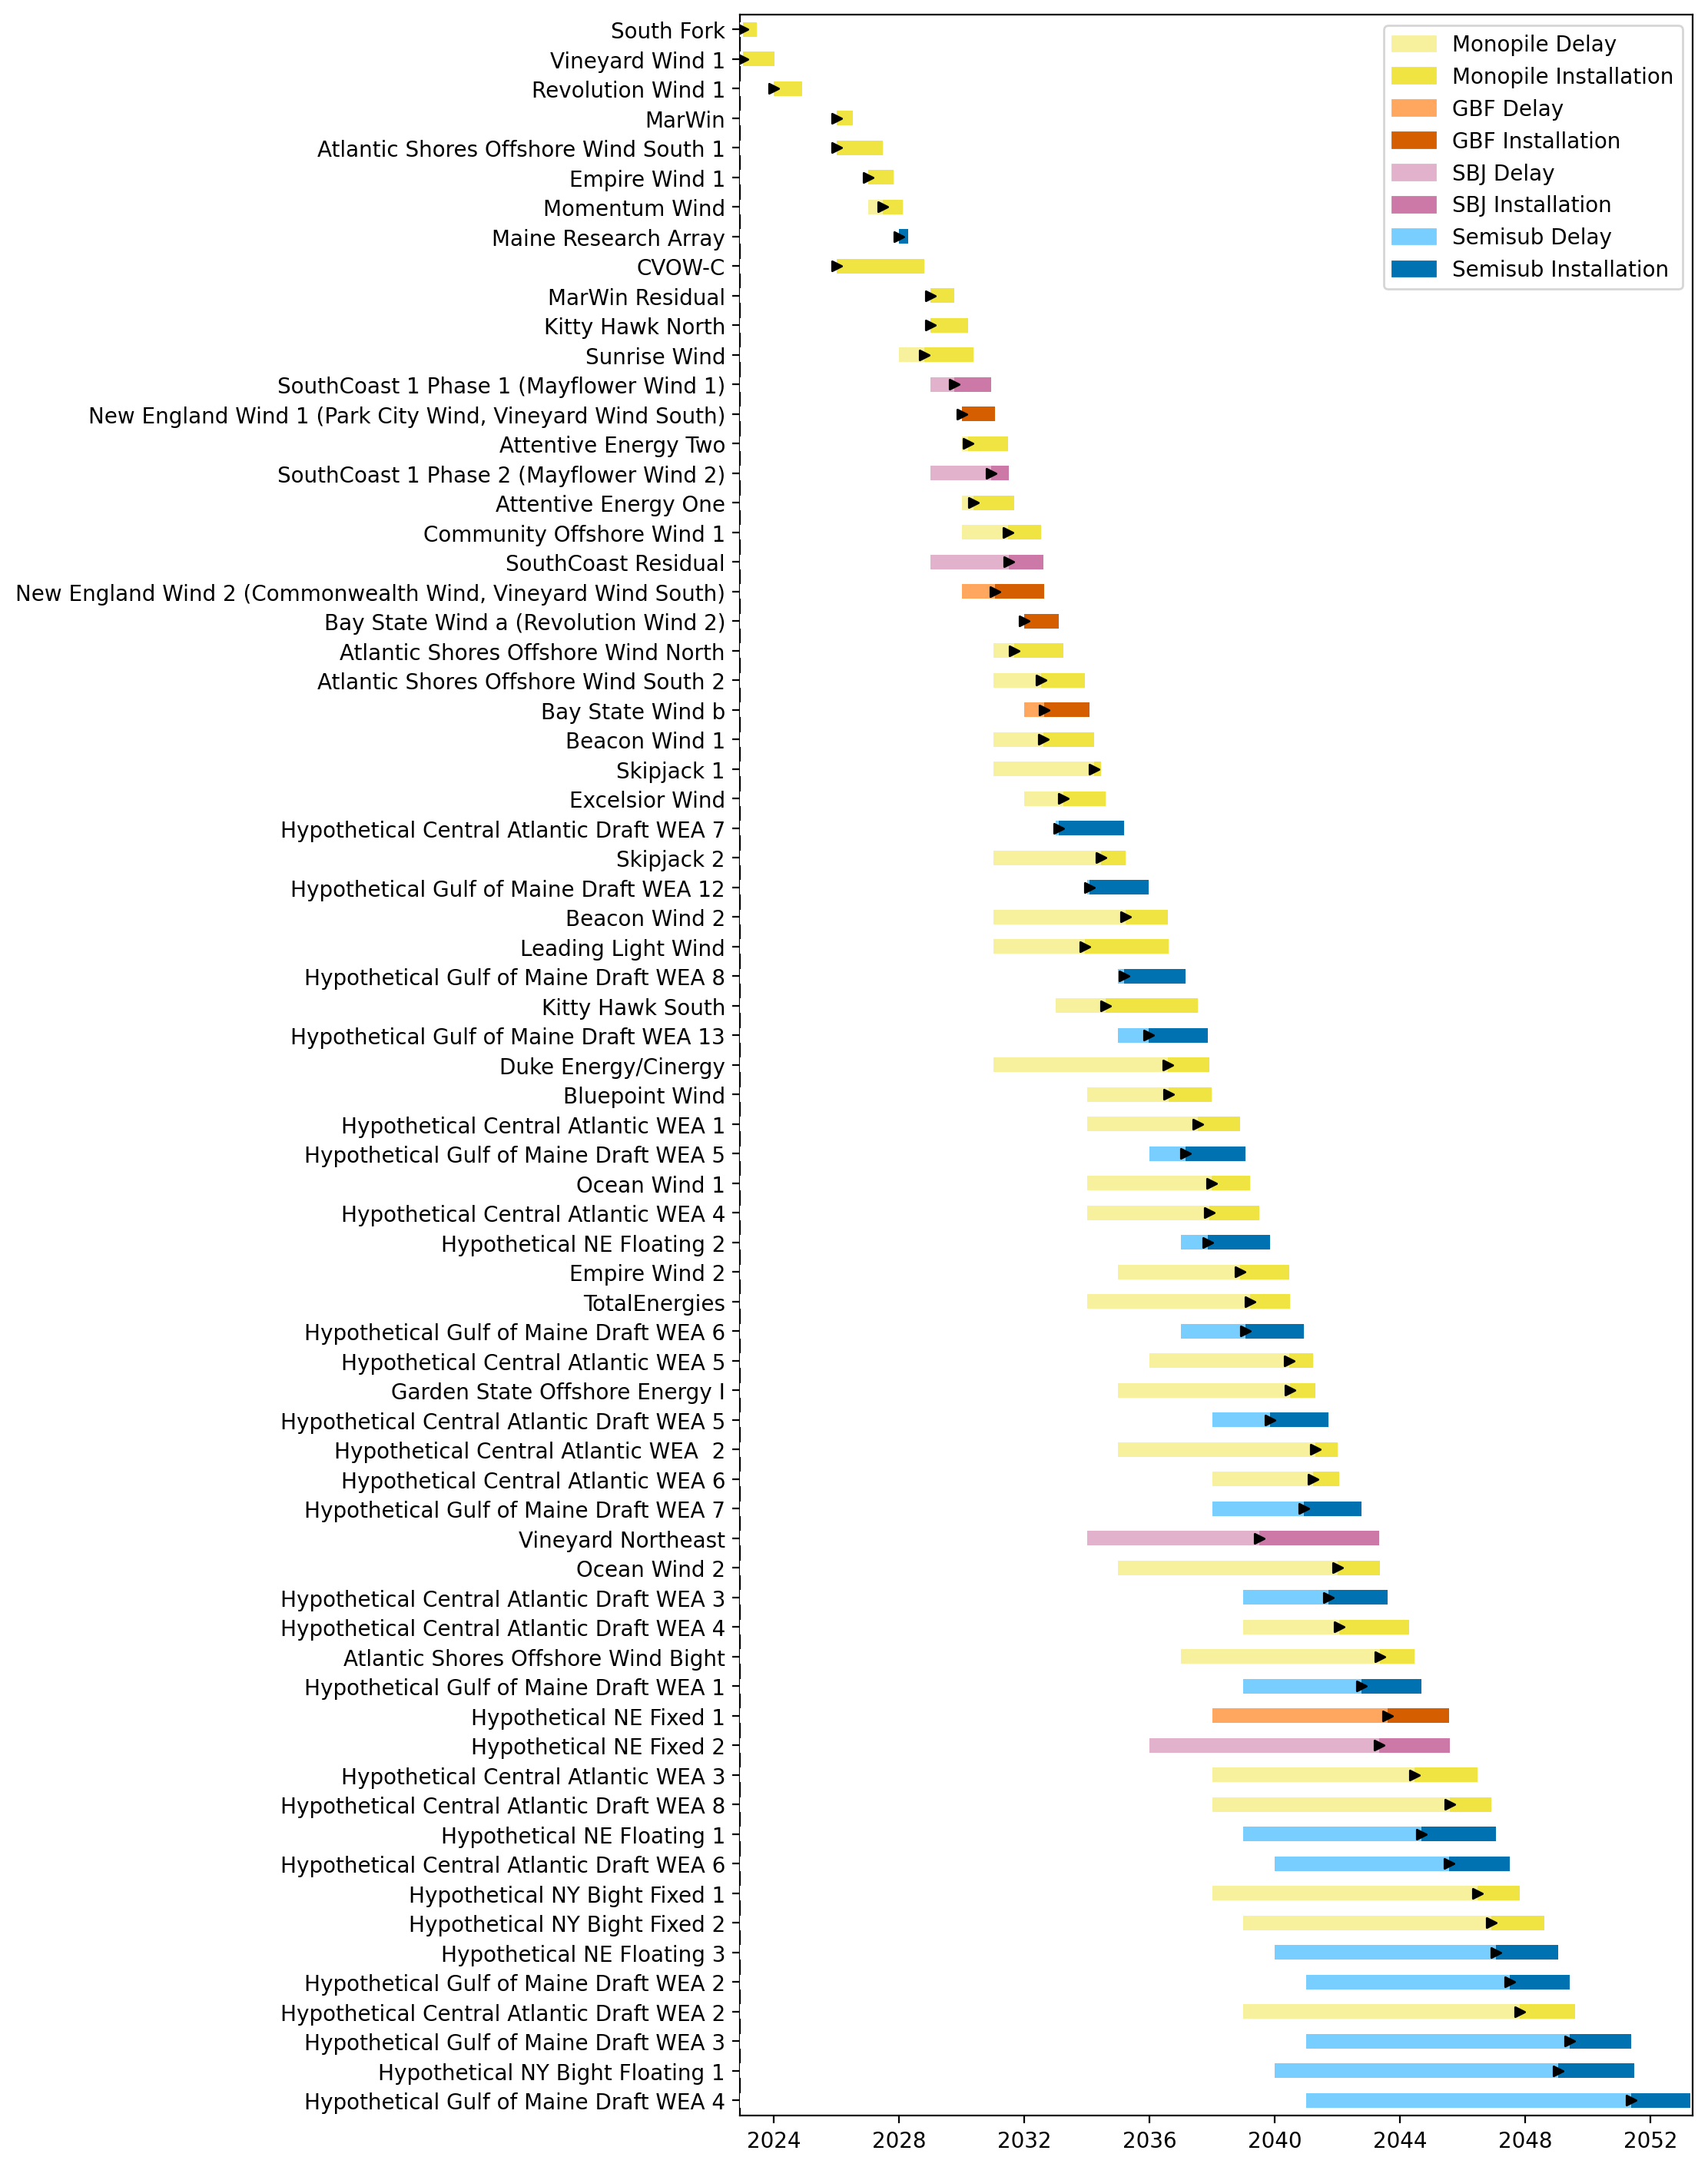 South Fork
Vineyard Wind 1
Revolution Wind 1
MarWin
Atlantic Shores Offshore Wind South 1
Empire Wind 1
Momentum Wind
Maine Research Array
CVOW-C
MarWin Residual
Kitty Hawk North
Sunrise Wind
SouthCoast 1 Phase 1 (Mayflower Wind 1)
New England Wind 1 (Park City Wind, Vineyard Wind South)
Attentive Energy Two
SouthCoast 1 Phase 2 (Mayflower Wind 2)
Attentive Energy One
Community Offshore Wind 1
SouthCoast Residual
New England Wind 2 (Commonwealth Wind, Vineyard Wind South)
Bay State Wind a (Revolution Wind 2)
Atlantic Shores Offshore Wind North
Atlantic Shores Offshore Wind South 2
Bay State Wind b
Beacon Wind 1
Skipjack 1
Excelsior Wind
Hypothetical Central Atlantic Draft WEA 7
Skipjack 2
Hypothetical Gulf of Maine Draft WEA 12
Beacon Wind 2
Leading Light Wind
Hypothetical Gulf of Maine Draft WEA 8
Kitty Hawk South
Hypothetical Gulf of Maine Draft WEA 13
Duke Energy/Cinergy
Bluepoint Wind
Hypothetical Central Atlantic WEA 1
Hypothetical Gulf of Maine Draft WEA 5
Ocean Wind 1
Hypothetical Central Atlantic WEA 4
Hypothetical NE Floating 2
Empire Wind 2
TotalEnergies
Hypothetical Gulf of Maine Draft WEA 6
Hypothetical Central Atlantic WEA 5
Garden State Offshore Energy I
Hypothetical Central Atlantic Draft WEA 5
Hypothetical Central Atlantic WEA  2
Hypothetical Central Atlantic WEA 6
Hypothetical Gulf of Maine Draft WEA 7
Vineyard Northeast
Ocean Wind 2
Hypothetical Central Atlantic Draft WEA 3
Hypothetical Central Atlantic Draft WEA 4
Atlantic Shores Offshore Wind Bight
Hypothetical Gulf of Maine Draft WEA 1
Hypothetical NE Fixed 1
Hypothetical NE Fixed 2
Hypothetical Central Atlantic WEA 3
Hypothetical Central Atlantic Draft WEA 8
Hypothetical NE Floating 1
Hypothetical Central Atlantic Draft WEA 6
Hypothetical NY Bight Fixed 1
Hypothetical NY Bight Fixed 2
Hypothetical NE Floating 3
Hypothetical Gulf of Maine Draft WEA 2
Hypothetical Central Atlantic Draft WEA 2
Hypothetical Gulf of Maine Draft WEA 3
Hypothetical NY Bight Floating 1
Hypothetical Gulf of Maine Draft WEA 4
Monopile Delay
Monopile Installation
GBF Delay
GBF Installation
SBJ Delay
SBJ Installation
Semisub Delay
Semisub Installation
2024 2028 2032 2036 2040 2044 2048 2052